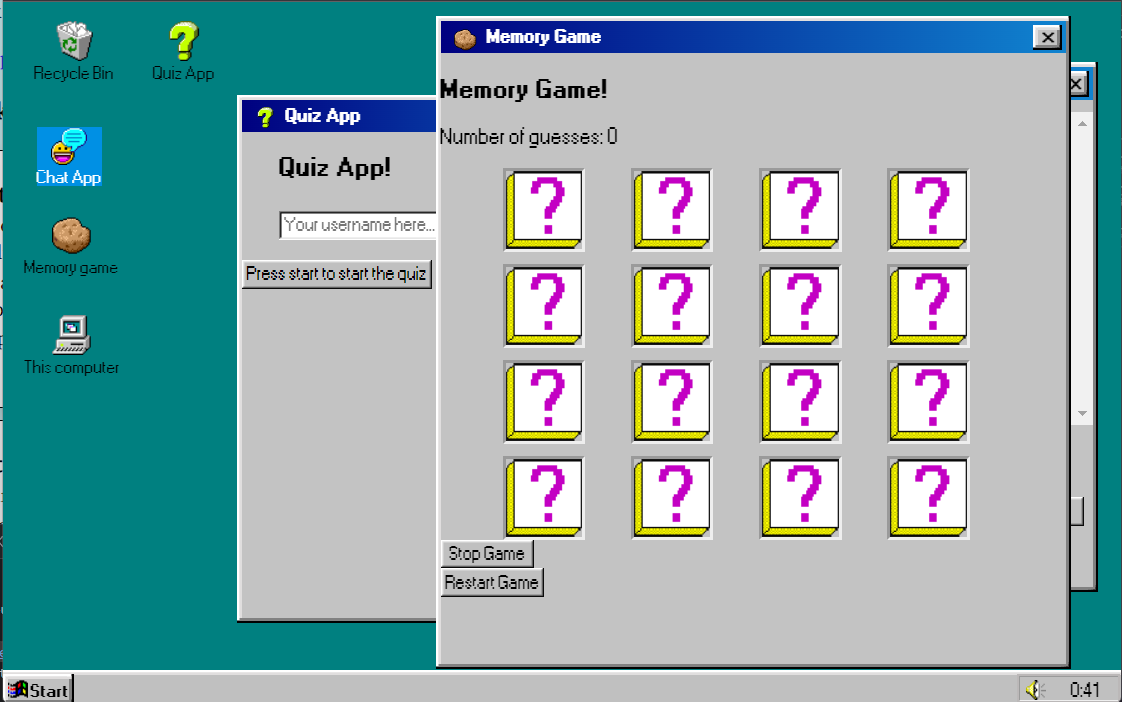 Recycle Bin
Quiz App
Chat App
Memory game
This computer
Quiz App
Quiz App!
Your username here...
Press start to start the quiz
Memory Game
Memory Game!
Number of guesses: 0
? ? ? ?
? ? ? ?
? ? ? ?
? ? ? ?
Stop Game
Restart Game
Start
0:41